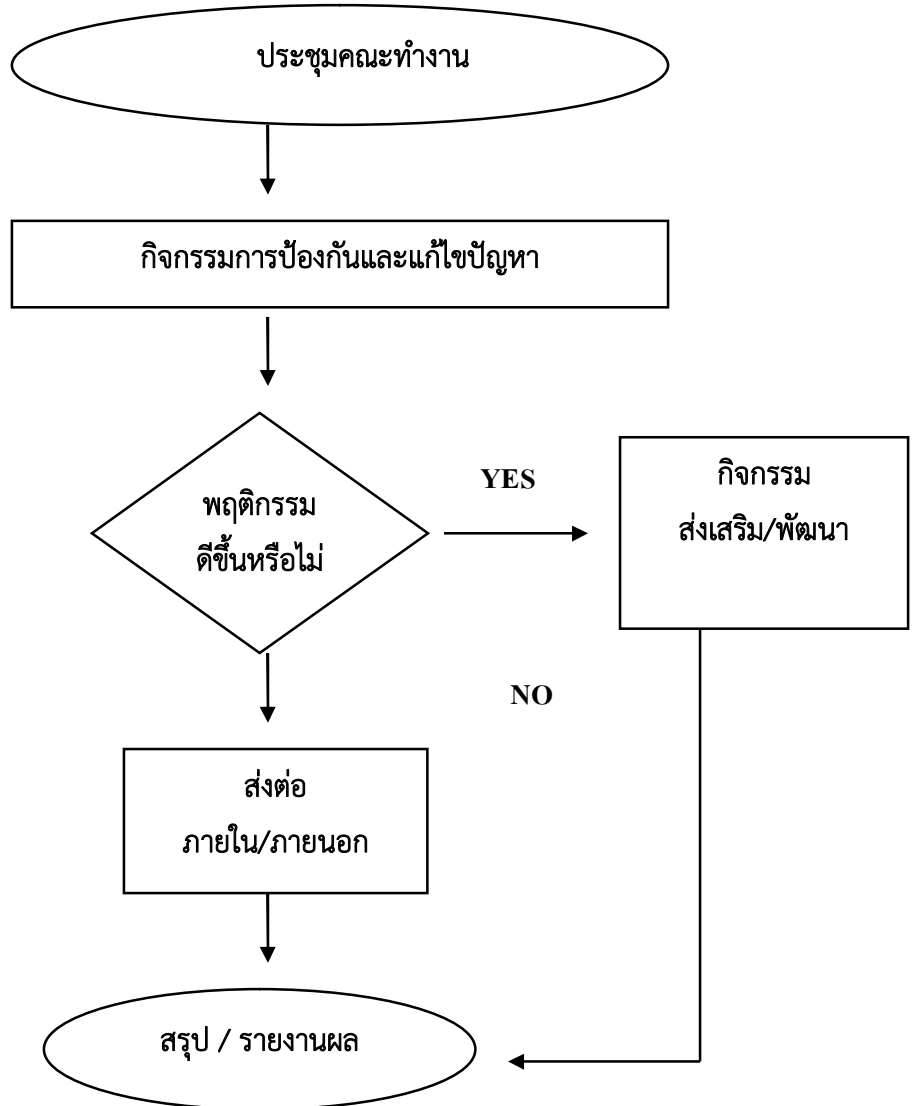 ประชุมคณะทำงาน
กิจกรรมการป้องกันและแก้ไขปัญหา
พฤติกรรม
ดีขึ้นหรือไม่
YES
กิจกรรม
ส่งเสริม/พัฒนา
NO
ส่งต่อ
ภายใน/ภายนอก
สรุป / รายงานผล